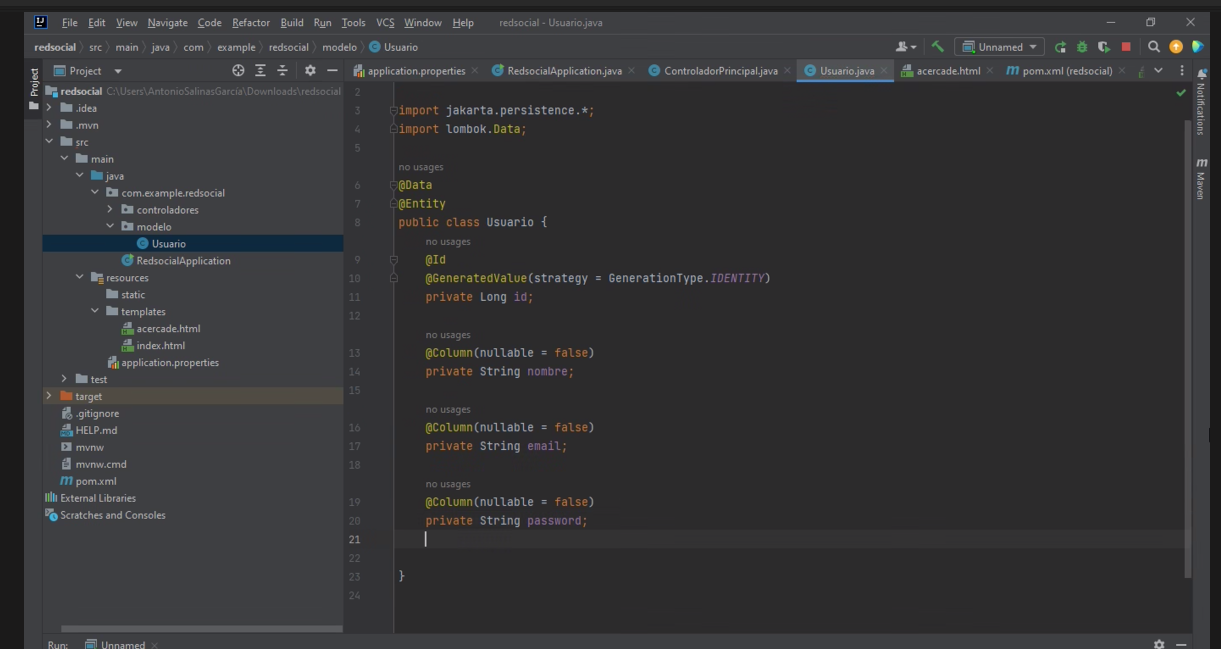 File Edit View Navigate Code Refactor Build Run Tools VCS Window Help redsocial - Usuario.java
redsocial src main java com example redsocial modelo Usuario Unnamed
Project
Project
application.properties RedsocialApplication.java ControladorPrincipal.java Usuario.java acercade.html pom.xml (redsocial)
Notifications
Maven
redsocial C:\Users\AntonioSalinasGarcía\Downloads\redsocial
.idea
.mvn
src
main
java
com.example.redsocial
controladores
modelo
Usuario
RedsocialApplication
resources
static
templates
acercade.html
index.html
application.properties
test
target
.gitignore
HELP.md
mvnw
mvnw.cmd
pom.xml
External Libraries
Scratches and Consoles
2
3 import jakarta.persistence.*;
4 import lombok.Data;
5
no usages
6 @Data
7 @Entity
8 public class Usuario {
no usages
9 @Id
10 @GeneratedValue(strategy = GenerationType.IDENTITY)
11 private Long id;
12
no usages
13 @Column(nullable = false)
14 private String nombre;
15
no usages
16 @Column(nullable = false)
17 private String email;
18
no usages
19 @Column(nullable = false)
20 private String password;
21
22
23 }
24
Run: Unnamed